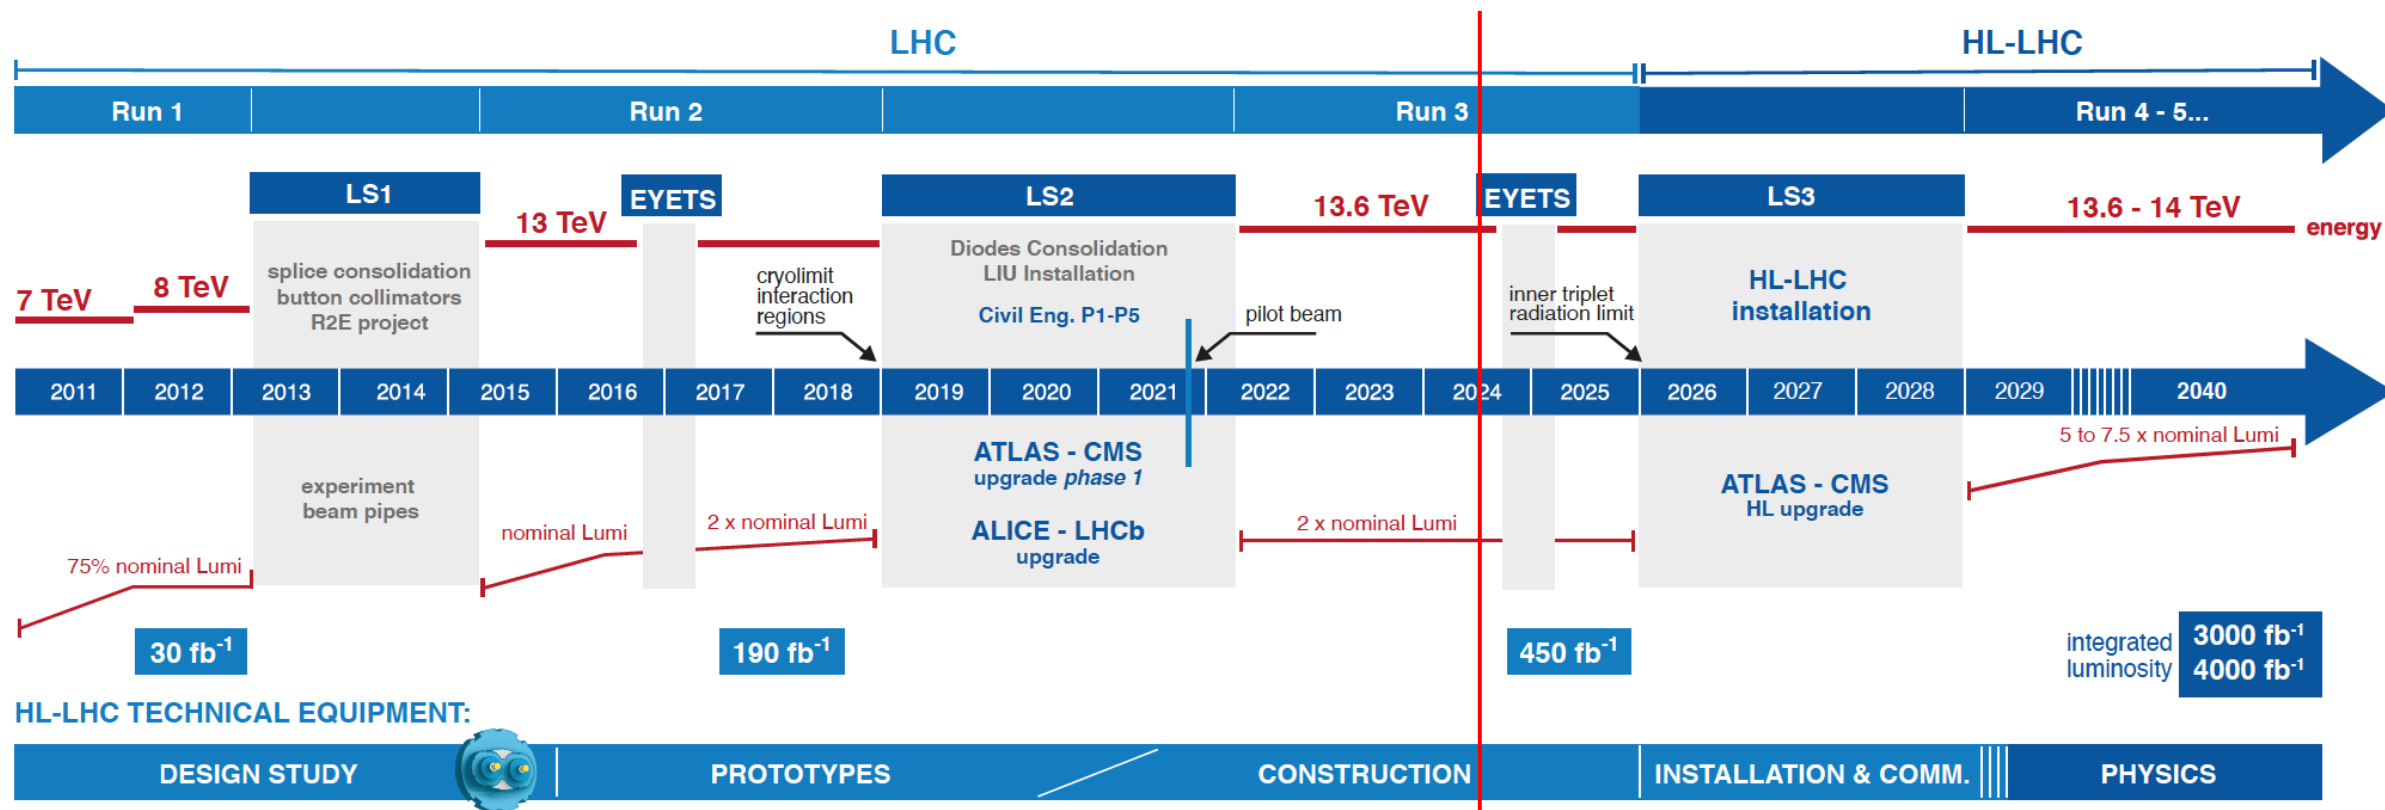 LHC
HL-LHC
Run 1
Run 2
Run 3
Run 4 - 5...
LS1
EYETS
LS2
EYETS
LS3
13 TeV
13.6 TeV
13.6 - 14 TeV
energy
7 TeV
8 TeV
splice consolidation
button collimators
R2E project
cryolimit
interaction
regions
Diodes Consolidation
LIU Installation
Civil Eng. P1-P5
pilot beam
inner triplet
radiation limit
HL-LHC
installation
2011 2012 2013 2014 2015 2016 2017 2018 2019 2020 2021 2022 2023 2024 2025 2026 2027 2028 2029 2040
experiment
beam pipes
ATLAS - CMS
upgrade phase 1
ALICE - LHCb
upgrade
ATLAS - CMS
HL upgrade
75% nominal Lumi
nominal Lumi
2 x nominal Lumi
2 x nominal Lumi
5 to 7.5 x nominal Lumi
30 fb-1
190 fb-1
450 fb-1
integrated
luminosity
3000 fb-1
4000 fb-1
HL-LHC TECHNICAL EQUIPMENT:
DESIGN STUDY
PROTOTYPES
CONSTRUCTION
INSTALLATION & COMM.
PHYSICS